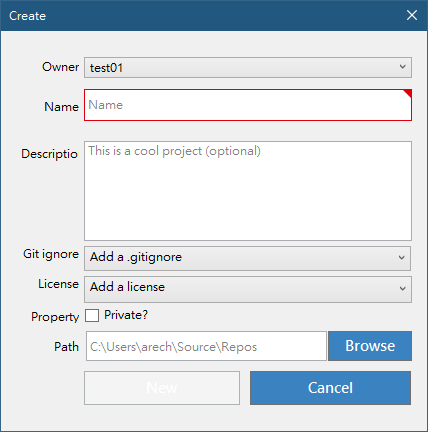 Create
Owner test01
Name Name
Descriptio This is a cool project (optional)
Git ignore Add a .gitignore
License Add a license
Property Private?
Path C:\Users\arech\Source\Repos Browse
New Cancel